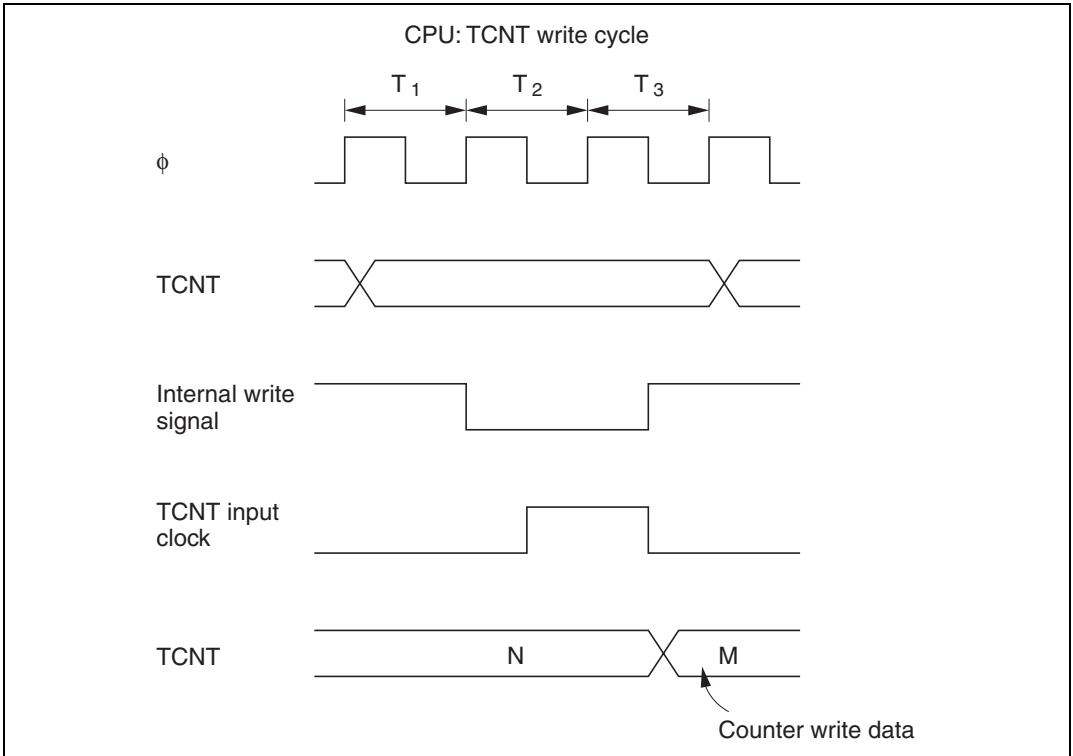 CPU: TCNT write cycle
T1 T2 T3
ϕ
TCNT
Internal write
signal
TCNT input
clock
TCNT
N
M
Counter write data